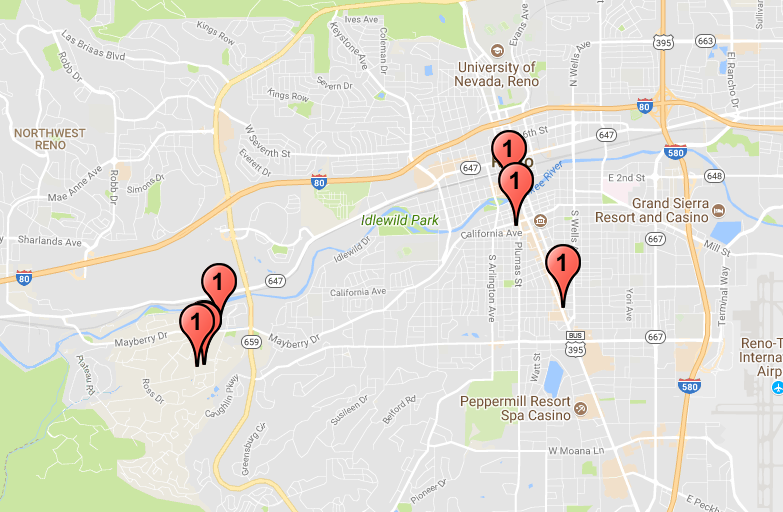 Ives Ave
Kings Row
Keystone Ave
Coleman Dr
Evans Ave
N Wells Ave
395
663
Las Brisas Blvd
Robb Dr
University of
Nevada, Reno
E Rancho Dr
Severn Dr
Kings Row
80
NORTHWEST
RENO
W Seventh St
Everett Dr
6th St
647
1
580
Mae Anne Ave
Robb Dr
Simons Dr
80
647
1
E 2nd St
648
Idlewild Park
Grand Sierra
Resort and Casino
Sharlands Ave
Idlewild Dr
California Ave
S Wells
667
Mill St
80
1
647
California Ave
S Arlington Ave
Plumas St
1
Yori Ave
Terminal Way
1
Mayberry Dr
659
Mayberry Dr
BUS
395
667
Reno-T
Interna
Airp
Plateau Rd
Ross Dr
Caughlin Pkwy
Watt St
580
Susileen Dr
Belford Rd
Peppermill Resort
Spa Casino
Greensburg Cir
W Moana Ln
Pioneer Dr
E Peckh